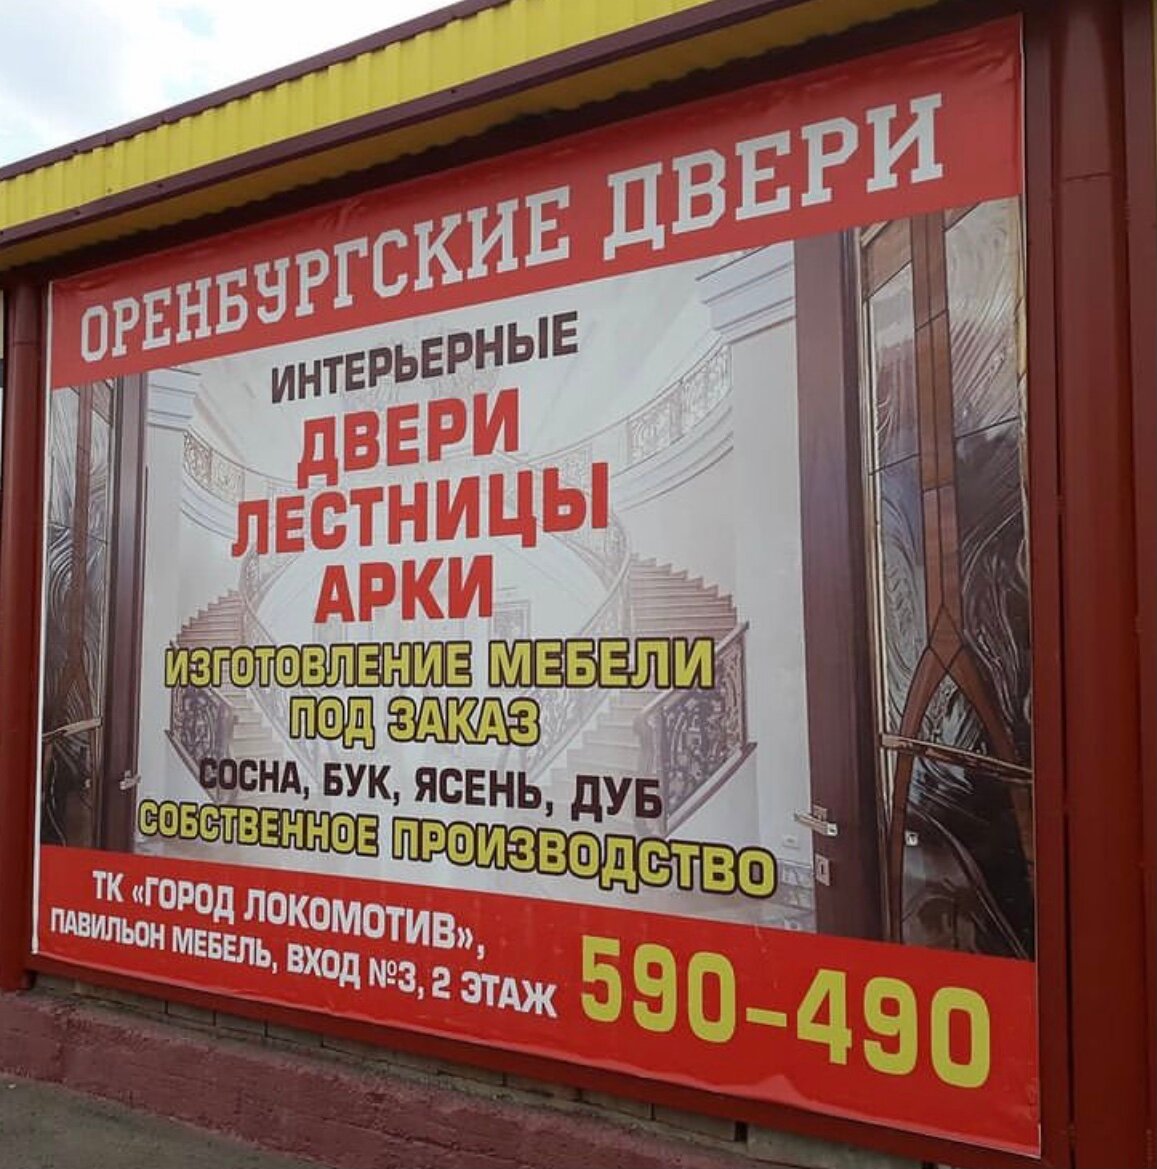 ОРЕНБУРГСКИЕ ДВЕРИ
ИНТЕРЬЕРНЫЕ
ДВЕРИ
ЛЕСТНИЦЫ
АРКИ
ИЗГОТОВЛЕНИЕ МЕБЕЛИ
ПОД ЗАКАЗ
СОСНА, БУК, ЯСЕНЬ, ДУБ
СОБСТВЕННОЕ ПРОИЗВОДСТВО
ТК «ГОРОД ЛОКОМОТИВ»,
ПАВИЛЬОН МЕБЕЛЬ, ВХОД №3, 2 ЭТАЖ
590-490